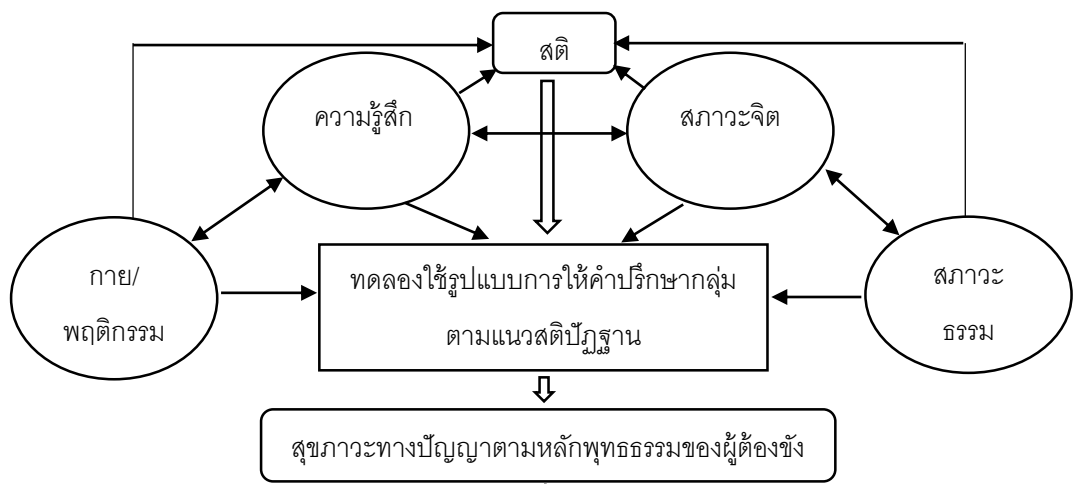 สติ
ความรู้สึก
สภาวะจิต
กาย/
พฤติกรรม
ทดลองใช้รูปแบบการให้คำปรึกษากลุ่ม
ตามแนวสติปัฏฐาน
สภาวะ
ธรรม
สุขภาวะทางปัญญาตามหลักพุทธธรรมของผู้ต้องขัง